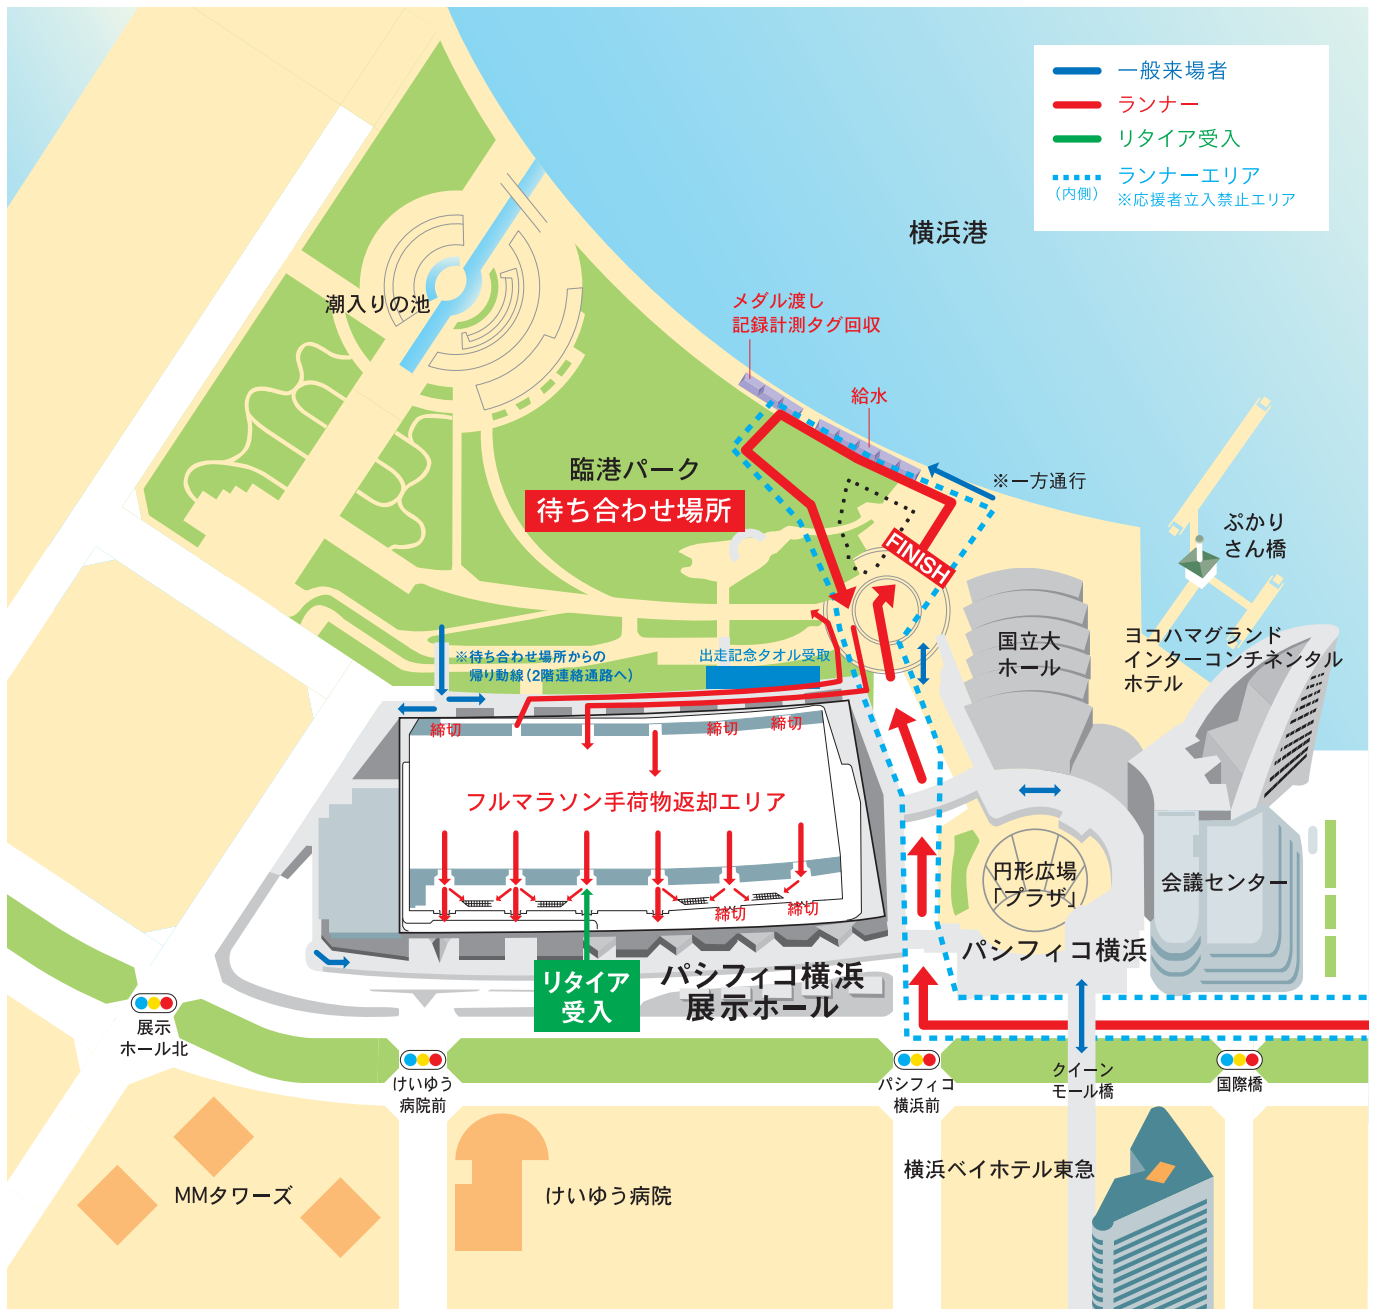 一般来場者
ランナー
リタイア受入
ランナーエリア
（内側）
※応援者立入禁止エリア
横浜港
潮入りの池
メダル渡し
記録計測タグ回収
給水
臨港パーク
待ち合わせ場所
※一方通行
ぷかり
さん橋
FINISH
国立大
ホール
ヨコハマグランド
インターコンチネンタル
ホテル
※待ち合わせ場所からの
帰り動線（2階連絡通路へ）
出走記念タオル受取
締切
締切
締切
フルマラソン手荷物返却エリア
円形広場
「プラザ」
会議センター
締切
締切
パシフィコ横浜
リタイア
受入
パシフィコ横浜
展示ホール
展示
ホール北
けいゆう
病院前
パシフィコ
横浜前
クイーン
モール橋
国際橋
MMタワーズ
けいゆう病院
横浜ベイホテル東急